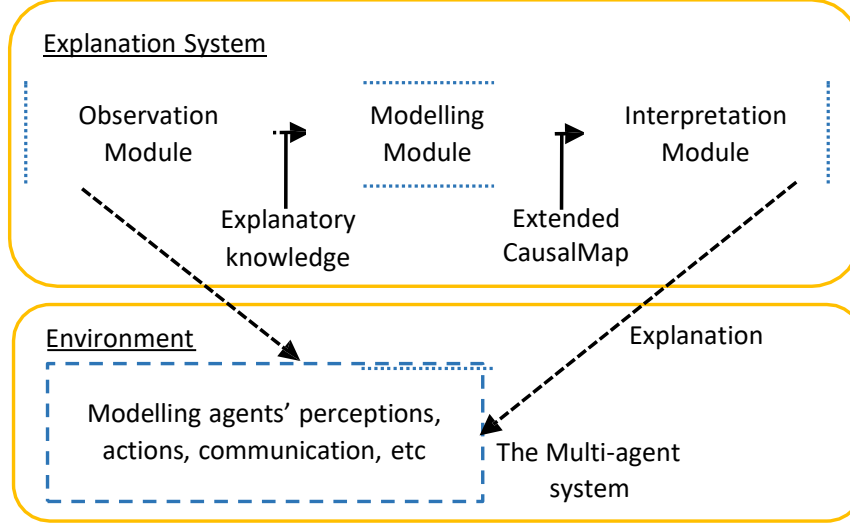 Explanation System
Observation
Module
Modelling
Module
Interpretation
Module
Explanatory
knowledge
Extended
CausalMap
Environment
Explanation
Modelling agents’ perceptions,
actions, communication, etc
The Multi-agent
system